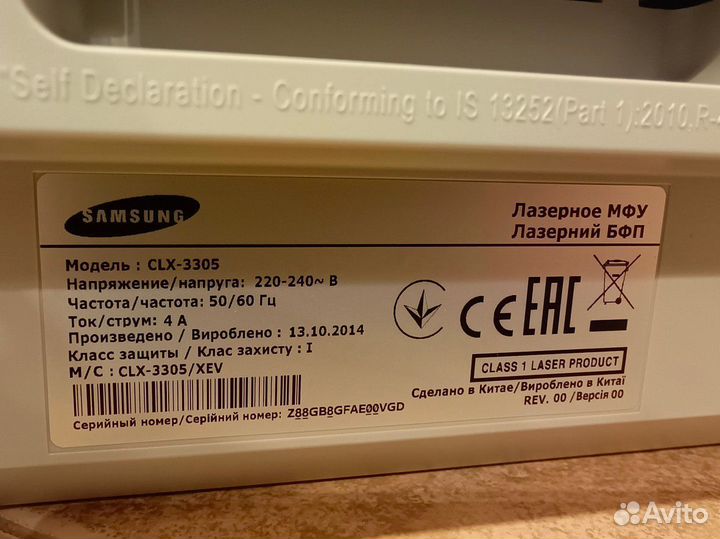 "Self Declaration - Conforming to IS 13252(Part 1):2010, R-
SAMSUNG
Лазерное МФУ
Лазерний БФП
Модель : CLX-3305
Напряжение/напруга: 220-240~ В
Частота/частота: 50/60 Гц
Ток/струм: 4 А
Произведено / Вироблено : 13.10.2014
Класс защиты / Клас захисту : I
M/C : CLX-3305/XEV
Серийный номер/Серійний номер: Z88GB8GFAE00VGD
CE EAC
CLASS 1 LASER PRODUCT
Сделано в Китае/Вироблено в Китаї
REV. 00 /Версія 00
Avito